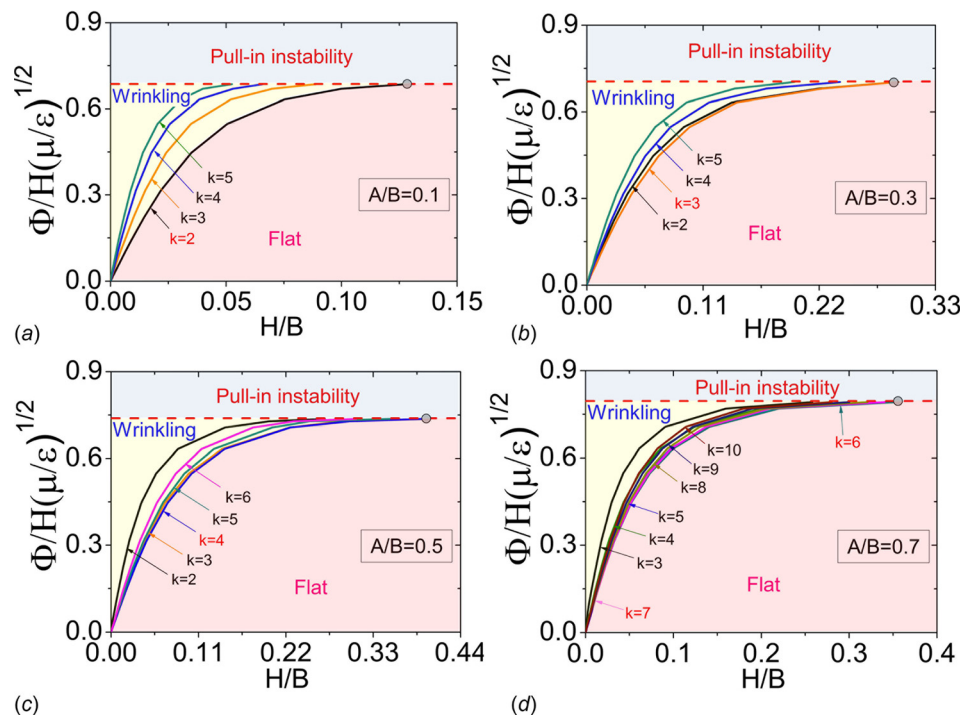 (a)
Φ/H(μ/ε)^1/2
0.9
0.6
0.3
0.0
Pull-in instability
Wrinkling
k=5
k=4
k=3
k=2
A/B=0.1
Flat
0.00 0.05 0.10 0.15
H/B
(b)
Φ/H(μ/ε)^1/2
0.9
0.6
0.3
0.0
Pull-in instability
Wrinkling
k=5
k=4
k=3
k=2
A/B=0.3
Flat
0.00 0.11 0.22 0.33
H/B
(c)
Φ/H(μ/ε)^1/2
0.9
0.6
0.3
0.0
Pull-in instability
Wrinkling
k=6
k=5
k=4
k=3
k=2
A/B=0.5
Flat
0.00 0.11 0.22 0.33 0.44
H/B
(d)
Φ/H(μ/ε)^1/2
0.9
0.6
0.3
0.0
Pull-in instability
Wrinkling
k=6
k=10
k=9
k=8
k=5
k=4
k=3
k=7
A/B=0.7
Flat
0.0 0.1 0.2 0.3 0.4
H/B